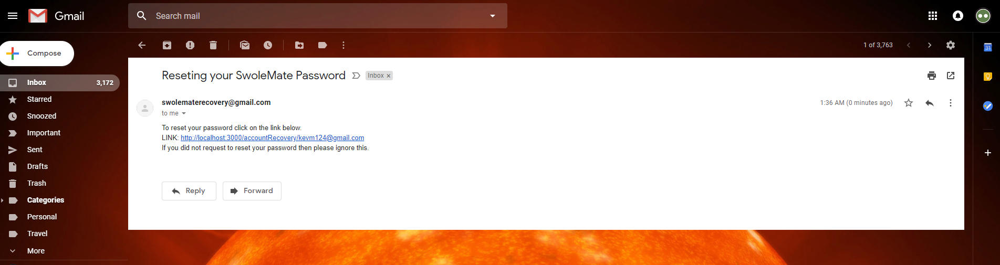 Gmail
Search mail
Compose
1 of 3,763
31
Inbox 3,172
Starred
Snoozed
Important
Sent
Drafts
Trash
Categories
Personal
Travel
More
Reseting your SwoleMate Password
Inbox ×
swolematerecovery@gmail.com
1:36 AM (0 minutes ago)
to me
To reset your password click on the link below.
LINK: http://localhost:3000/accountRecovery/kevm124@gmail.com
If you did not request to reset your password then please ignore this.
Reply
Forward